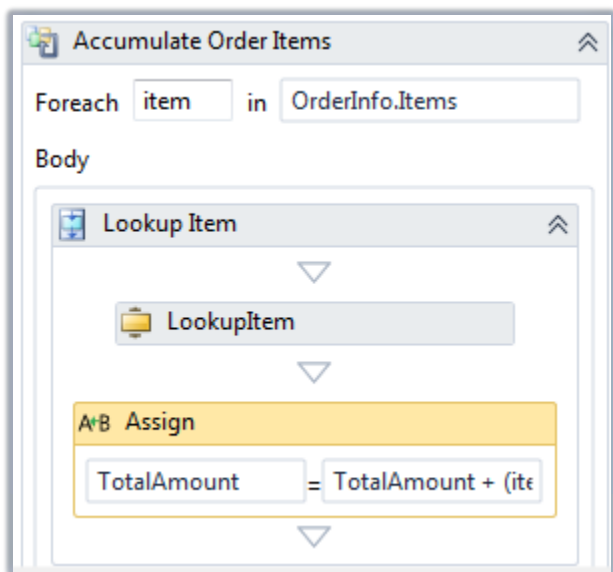 Accumulate Order Items
Foreach item in OrderInfo.Items
Body
Lookup Item
LookupItem
A B Assign
TotalAmount = TotalAmount + (ite